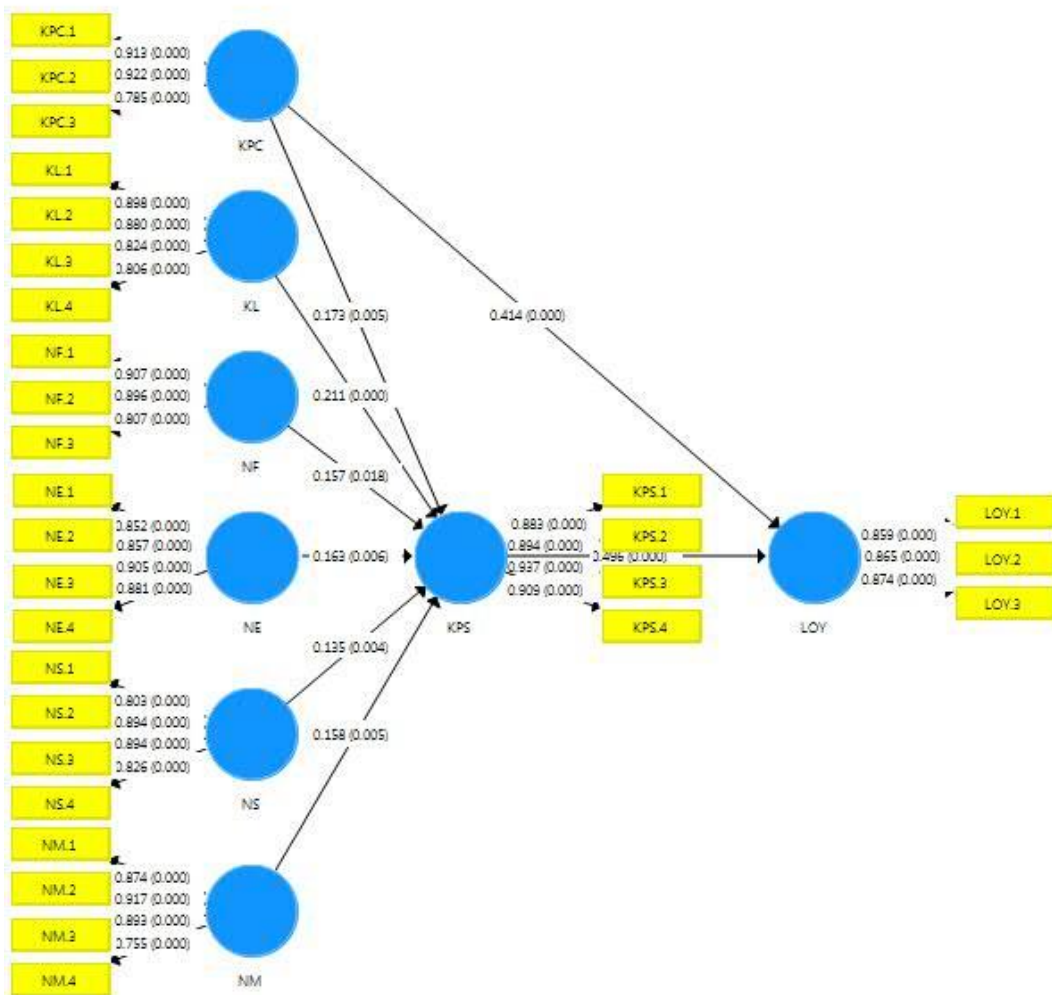 KPC.1
0.913 (0.000)
KPC.2
0.922 (0.000)
0.785 (0.000)
KPC.3
KPC
KL.1
0.898 (0.000)
KL.2
0.880 (0.000)
0.824 (0.000)
KL.3
0.806 (0.000)
KL.4
KL
0.173 (0.005)
0.414 (0.000)
NF.1
0.907 (0.000)
NF.2
0.896 (0.000)
0.807 (0.000)
NF.3
NF
0.211 (0.000)
0.157 (0.018)
NE.1
0.852 (0.000)
NE.2
0.857 (0.000)
0.905 (0.000)
NE.3
0.881 (0.000)
NE.4
NE
0.163 (0.006)
KPS
KPS.1
0.883 (0.000)
KPS.2
0.894 (0.000)
0.496 (0.000)
0.937 (0.000)
KPS.3
0.909 (0.000)
KPS.4
LOY
0.859 (0.000)
LOY.1
0.865 (0.000)
LOY.2
0.874 (0.000)
LOY.3
0.135 (0.004)
NS.1
0.803 (0.000)
NS.2
0.894 (0.000)
0.894 (0.000)
NS.3
0.826 (0.000)
NS.4
NS
0.158 (0.005)
NM.1
0.874 (0.000)
NM.2
0.917 (0.000)
0.893 (0.000)
NM.3
0.755 (0.000)
NM.4
NM